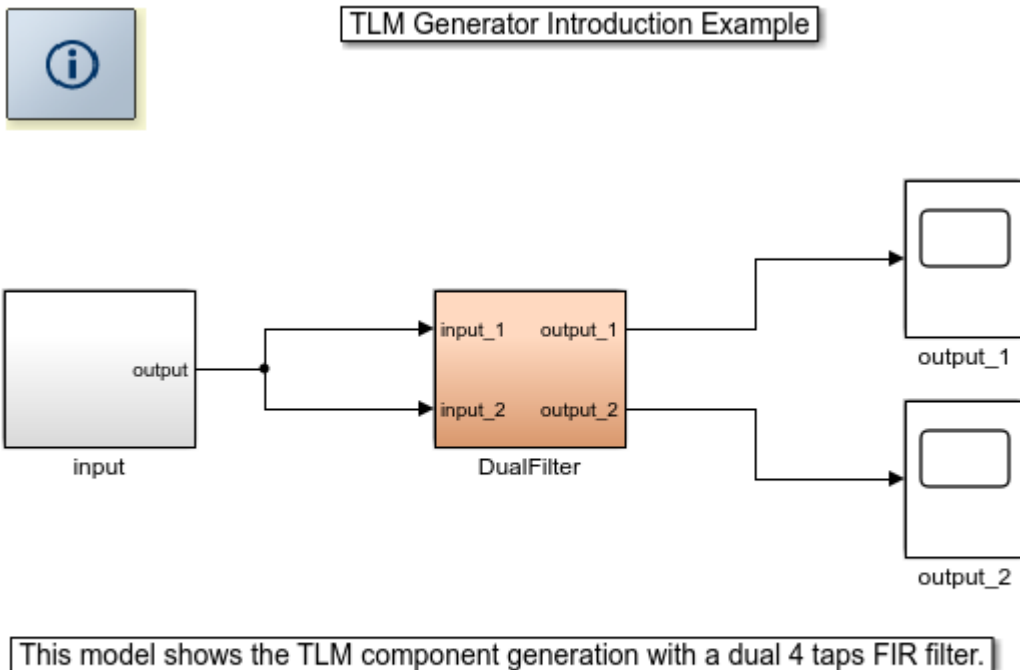 TLM Generator Introduction Example
output
input
input_1
output_1
input_2
output_2
DualFilter
output_1
output_2
This model shows the TLM component generation with a dual 4 taps FIR filter.